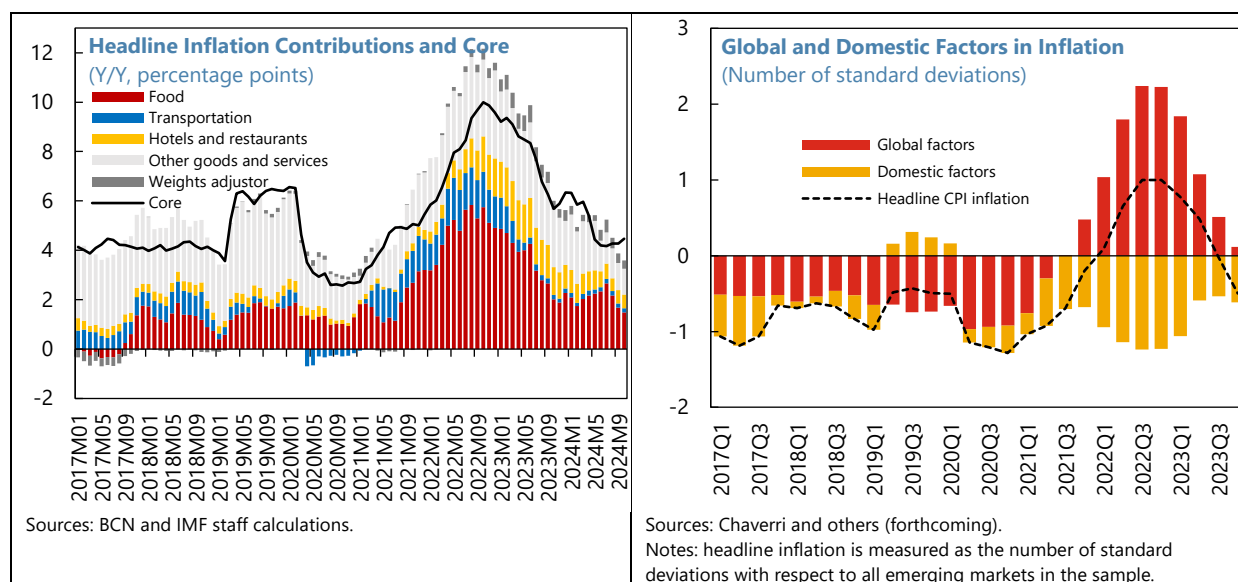 Headline Inflation Contributions and Core
(Y/Y, percentage points)
Food
Transportation
Hotels and restaurants
Other goods and services
Weights adjustor
Core
12
10
8
6
4
2
0
-2
2017M01
2017M05
2017M09
2018M01
2018M05
2018M09
2019M01
2019M05
2019M09
2020M01
2020M05
2020M09
2021M01
2021M05
2021M09
2022M01
2022M05
2022M09
2023M01
2023M05
2023M09
2024M1
2024M5
2024M9
Sources: BCN and IMF staff calculations.
Global and Domestic Factors in Inflation
(Number of standard deviations)
Global factors
Domestic factors
Headline CPI inflation
3
2
1
0
-1
-2
2017Q1
2017Q3
2018Q1
2018Q3
2019Q1
2019Q3
2020Q1
2020Q3
2021Q1
2021Q3
2022Q1
2022Q3
2023Q1
2023Q3
Sources: Chaverri and others (forthcoming).
Notes: headline inflation is measured as the number of standard
deviations with respect to all emerging markets in the sample.